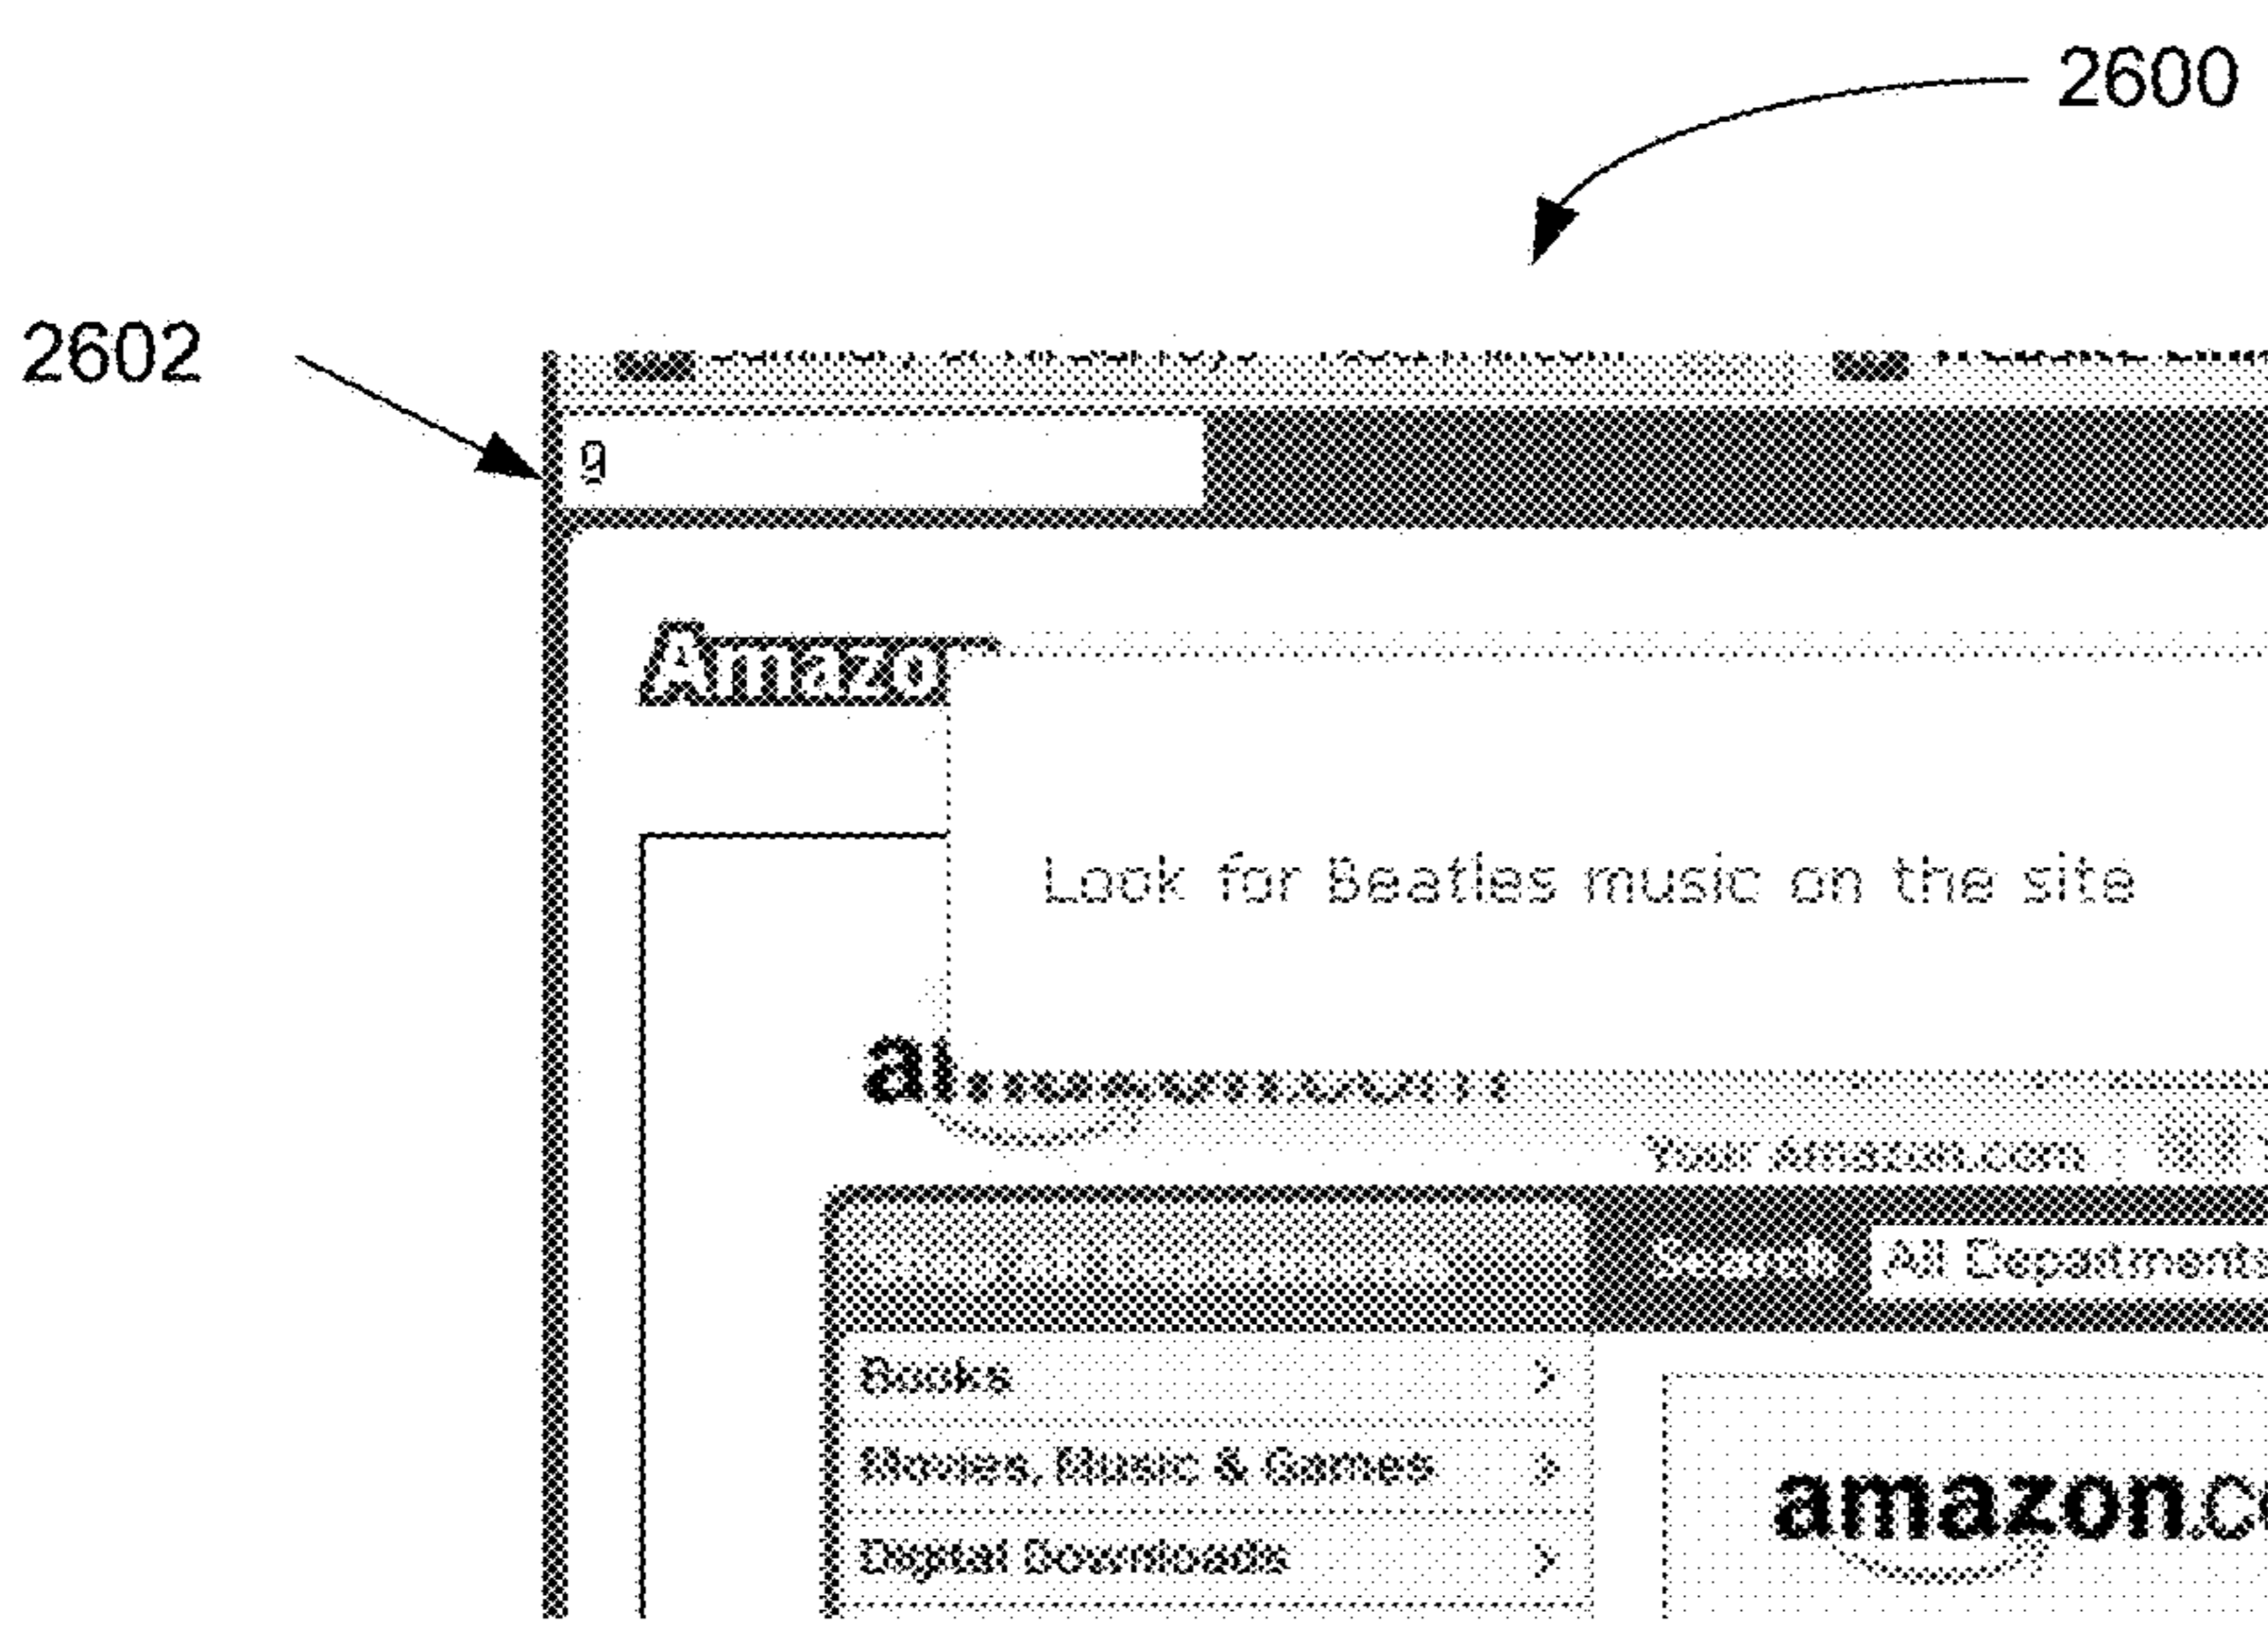 2600
2602
g
Amazo
Look for Beatles music on the site
Your Amazon.com
Search All Departments
Books >
Movies, Music & Games >
Digital Downloads >
amazon.co